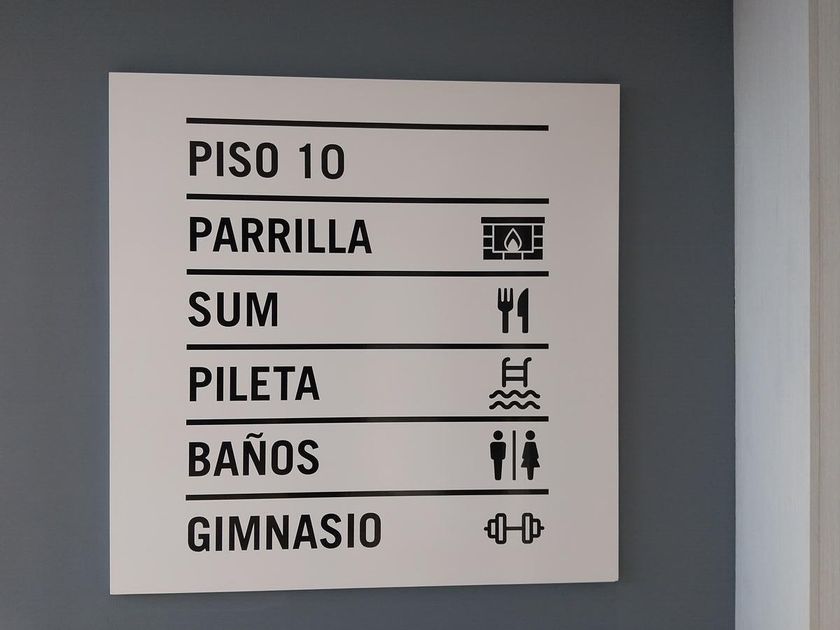 PISO 10
PARRILLA
SUM
PILETA
BAÑOS
GIMNASIO